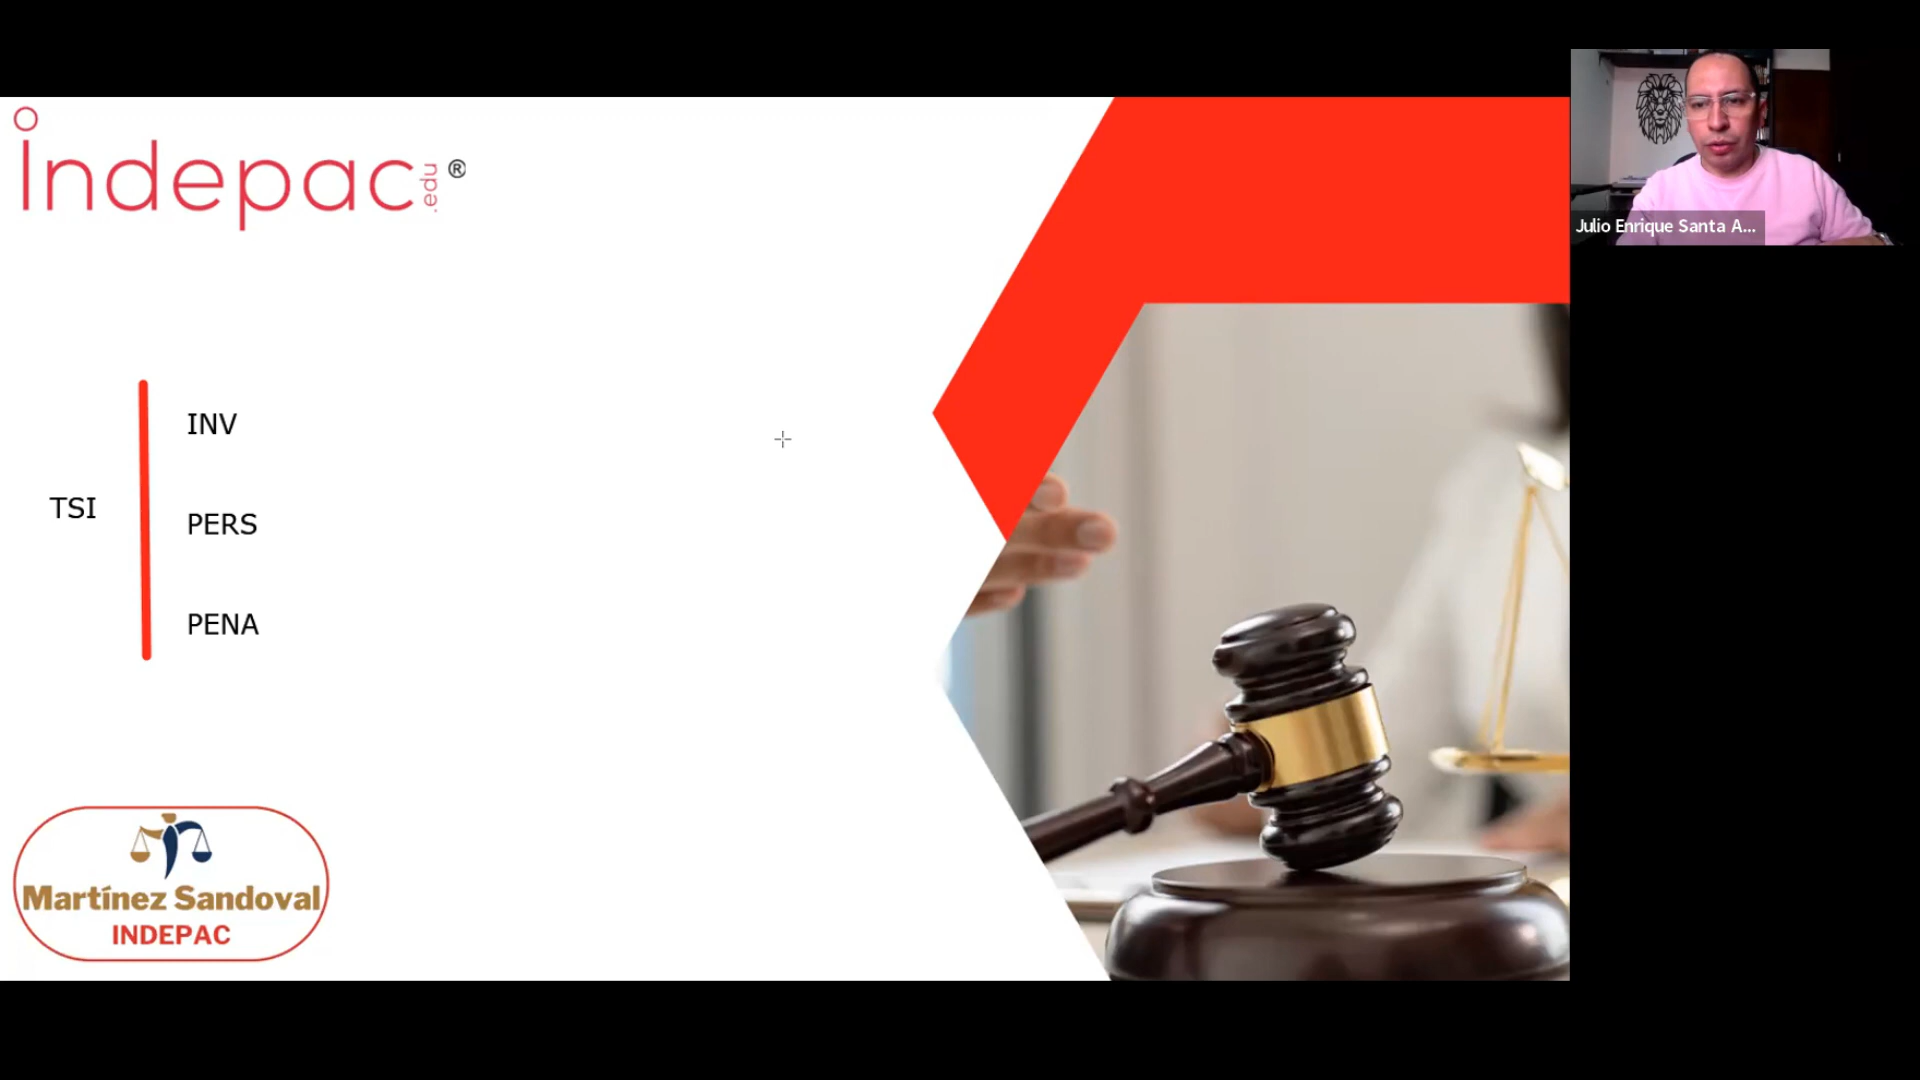 indepac.edu ®
INV
TSI
PERS
PENA
Martínez Sandoval
INDEPAC
Julio Enrique Santa A...